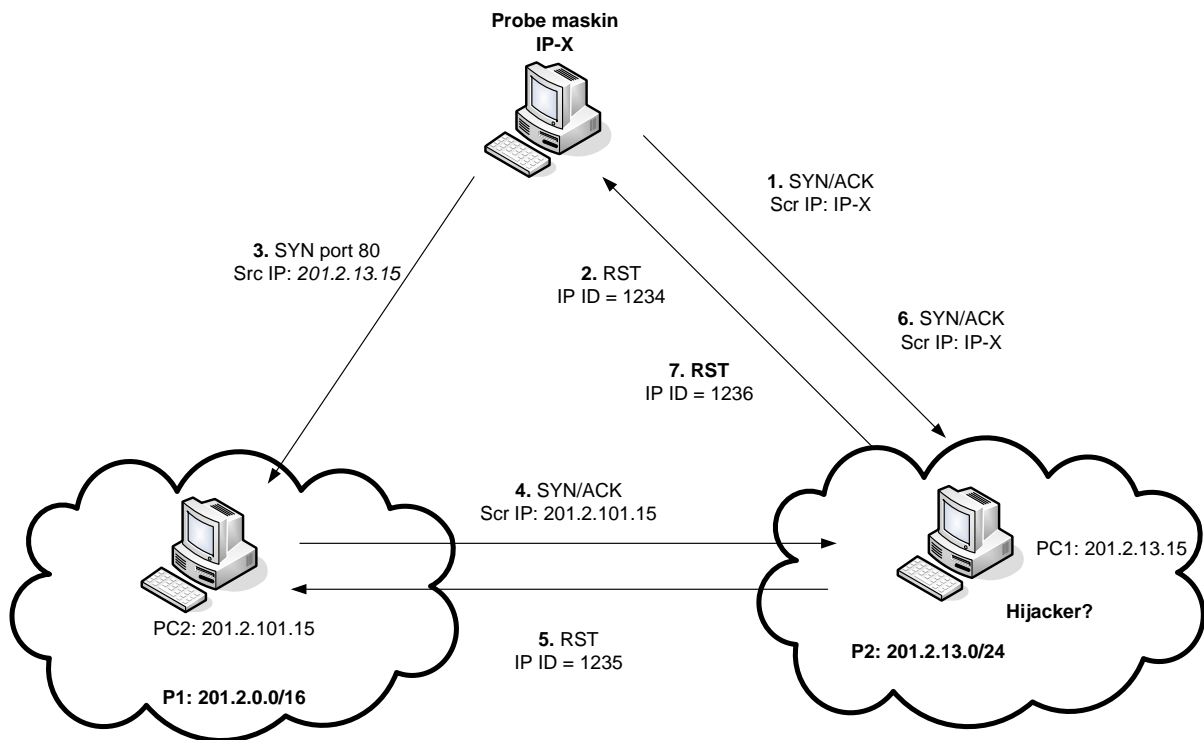 Probe maskin
IP-X
1. SYN/ACK
Scr IP: IP-X
3. SYN port 80
Src IP: 201.2.13.15
2. RST
IP ID = 1234
6. SYN/ACK
Scr IP: IP-X
7. RST
IP ID = 1236
4. SYN/ACK
Scr IP: 201.2.101.15
PC1: 201.2.13.15
Hijacker?
PC2: 201.2.101.15
5. RST
IP ID = 1235
P2: 201.2.13.0/24
P1: 201.2.0.0/16